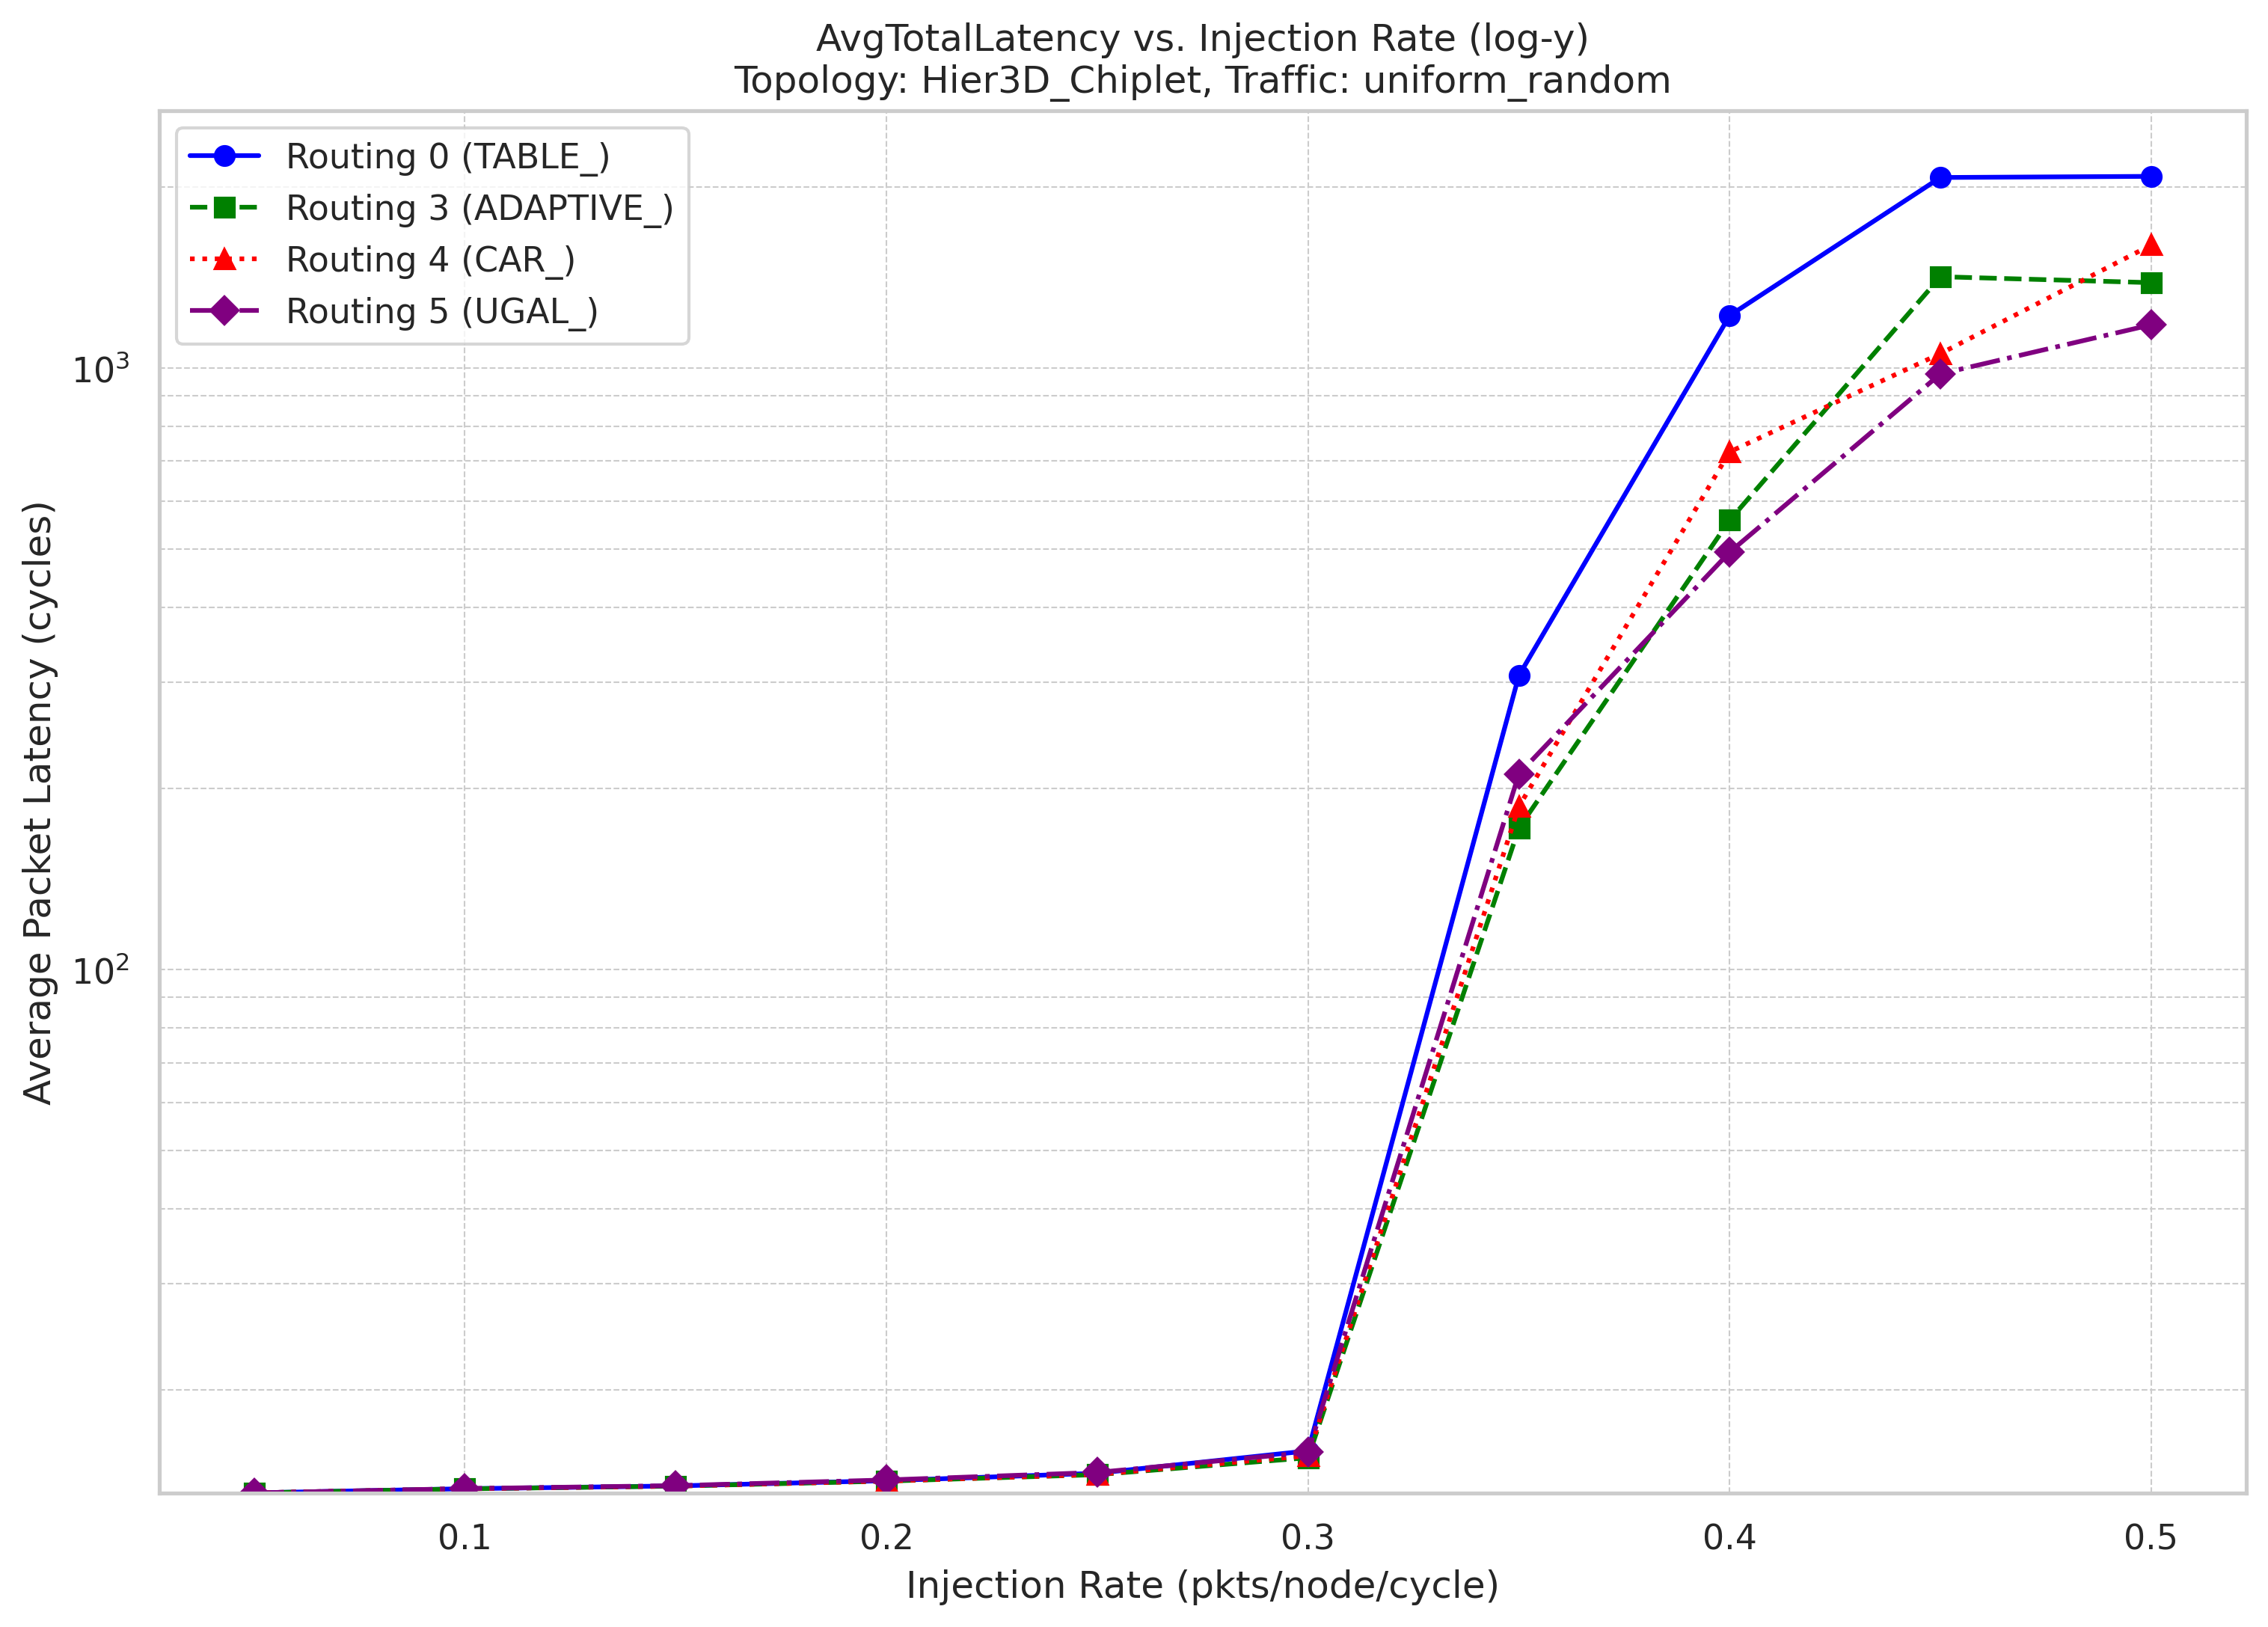 AvgTotalLatency vs. Injection Rate (log-y)
Topology: Hier3D_Chiplet, Traffic: uniform_random
Routing 0 (TABLE_)
Routing 3 (ADAPTIVE_)
Routing 4 (CAR_)
Routing 5 (UGAL_)
10³
10²
Average Packet Latency (cycles)
0.1 0.2 0.3 0.4 0.5
Injection Rate (pkts/node/cycle)